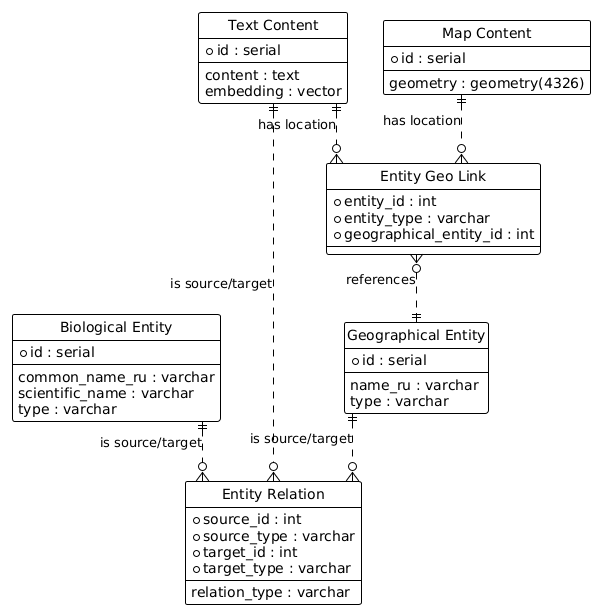 Text Content
id : serial
content : text
embedding : vector
Map Content
id : serial
geometry : geometry(4326)
has location
has location
Entity Geo Link
entity_id : int
entity_type : varchar
geographical_entity_id : int
is source/target
references
Biological Entity
id : serial
common_name_ru : varchar
scientific_name : varchar
type : varchar
Geographical Entity
id : serial
name_ru : varchar
type : varchar
is source/target
is source/target
Entity Relation
source_id : int
source_type : varchar
target_id : int
target_type : varchar
relation_type : varchar